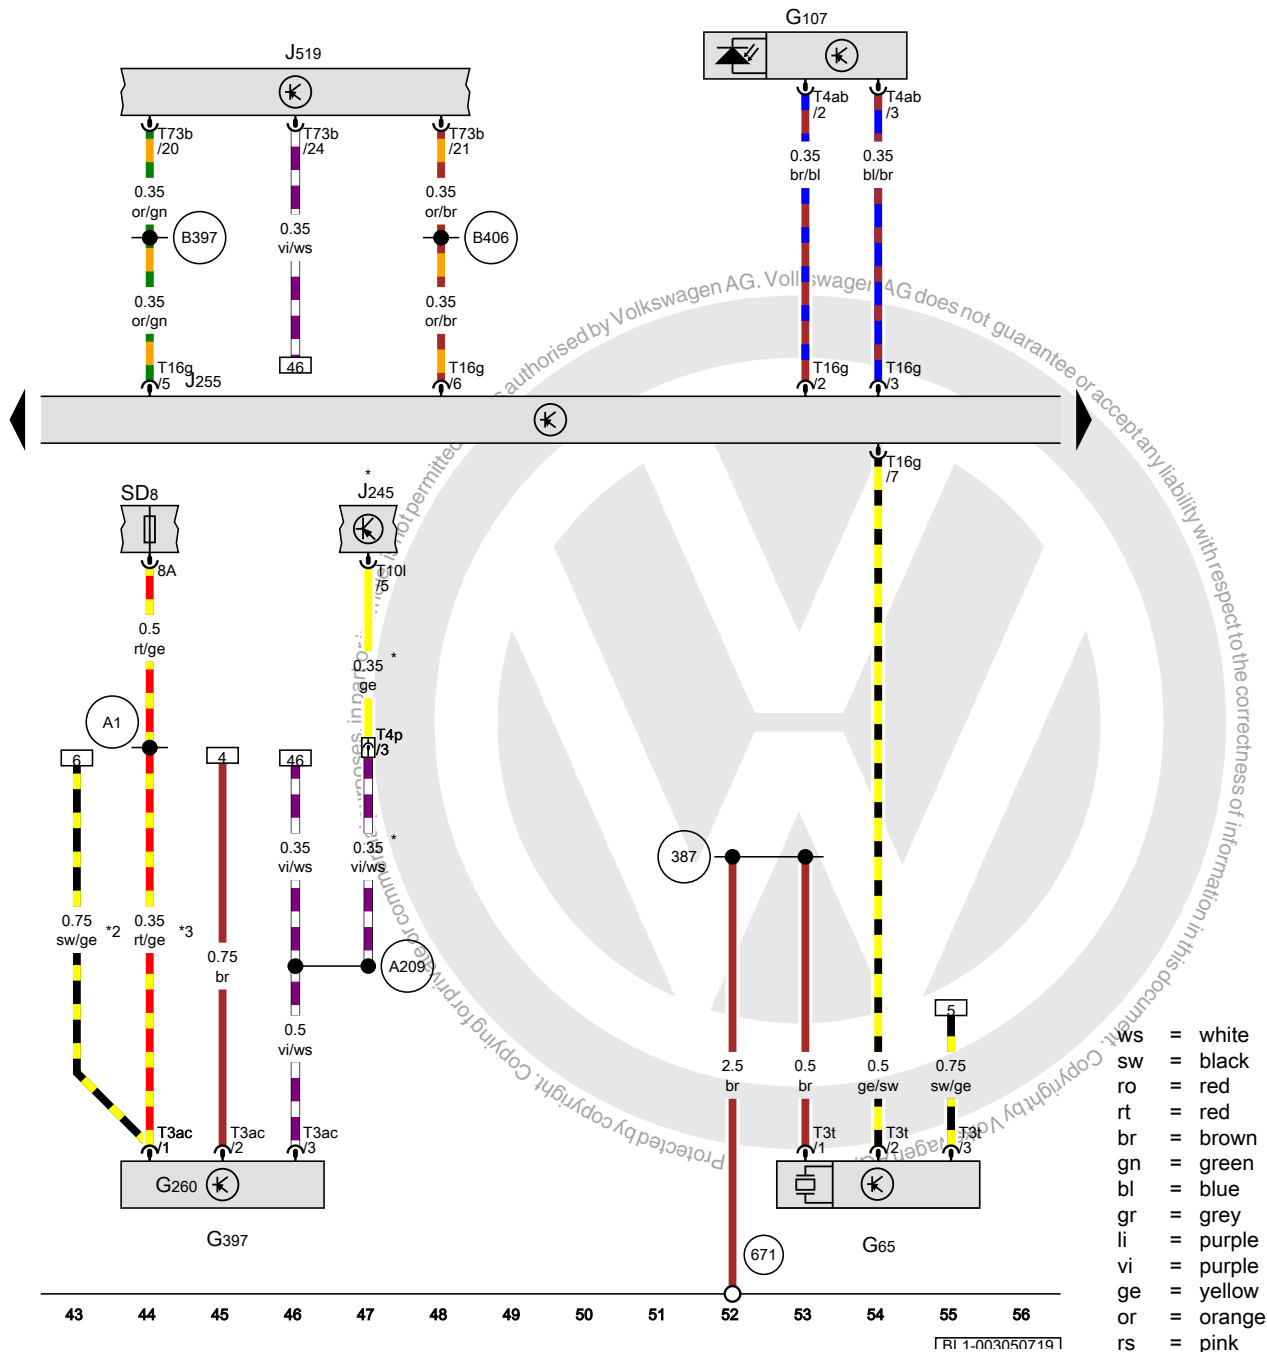 G107
J519
T73b
/20
T73b
/24
T73b
/21
T4ab
/2
T4ab
/3
0.35
or/gn
0.35
vi/ws
0.35
or/br
0.35
br/bl
0.35
bl/br
B397
B406
0.35
or/gn
0.35
or/br
46
T16g
/5
J255
T16g
/6
T16g
/2
T16g
/3
T16g
/7
SD8
*
J245
8A
T10l
/5
0.5
rt/ge
0.35 *
ge
A1
T4p
/3
6
4
46
0.35
vi/ws
0.35 *
vi/ws
387
0.75
sw/ge
*2
0.35
rt/ge
*3
0.75
br
A209
0.5
vi/ws
5
2.5
br
0.5
br
0.5
ge/sw
0.75
sw/ge
T3ac
/1
T3ac
/2
T3ac
/3
T3t
/1
T3t
/2
T3t
/3
G260
G397
G65
671
43 44 45 46 47 48 49 50 51 52 53 54 55 56
BL1-003050719
ws = white
sw = black
ro = red
rt = red
br = brown
gn = green
bl = blue
gr = grey
li = purple
vi = purple
ge = yellow
or = orange
rs = pink
Protected by copyright. Copying for private or commercial purposes, in part or in whole, is not permitted authorised by Volkswagen AG. Volkswagen AG does not guarantee or accept any liability with respect to the correctness of information in this document. Copyright by Volkswagen AG.